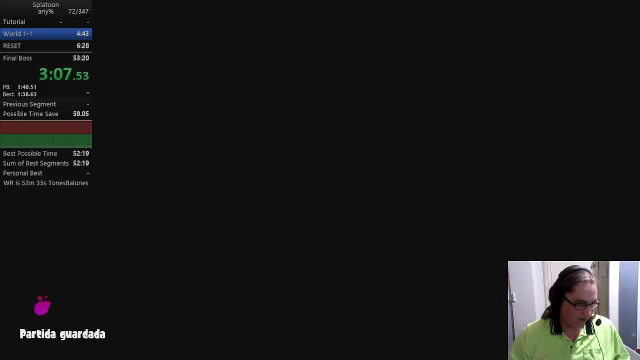 Splatoon
any% 72/347
Tutorial - -
World 1-1 4:43
RESET 6:28
Final Boss 53:20
3:07.53
PB: 1:40.51
Best: 1:38.63 -
Previous Segment -
Possible Time Save 59.05
Best Possible Time 52:19
Sum of Best Segments 52:19
Personal Best -
WR is 52m 35s TonesBalones
Partida guardada